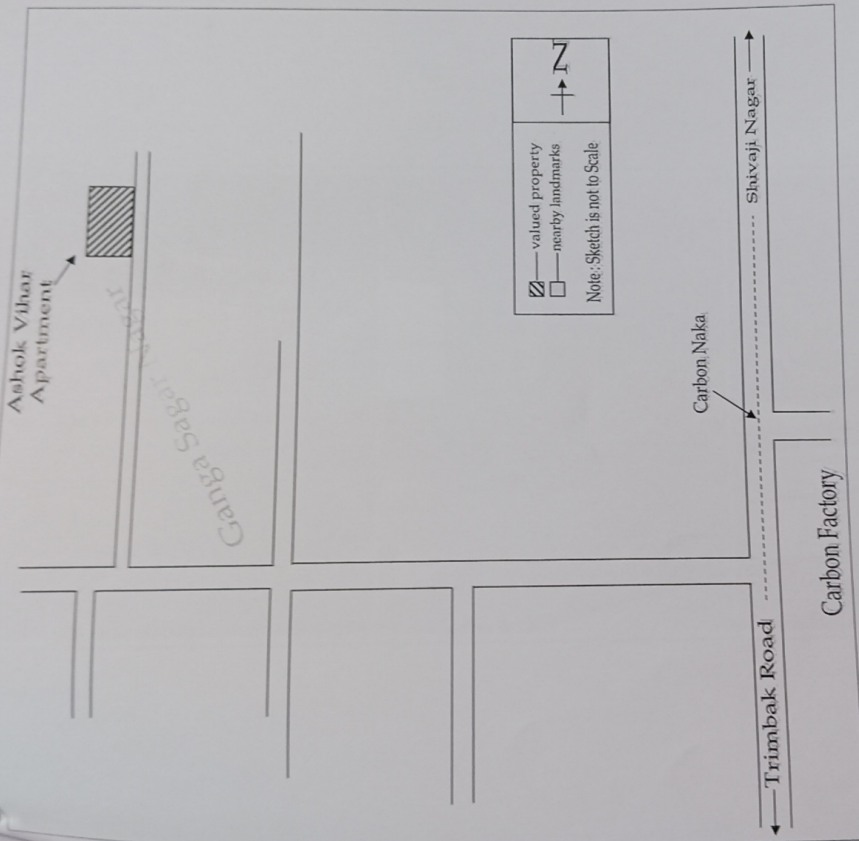 Ashok Vihar
Apartment
Ganga Sagar Nagar
valued property
nearby landmarks
Note: Sketch is not to Scale
N
Carbon Naka
Trimbak Road
Shivaji Nagar
Carbon Factory